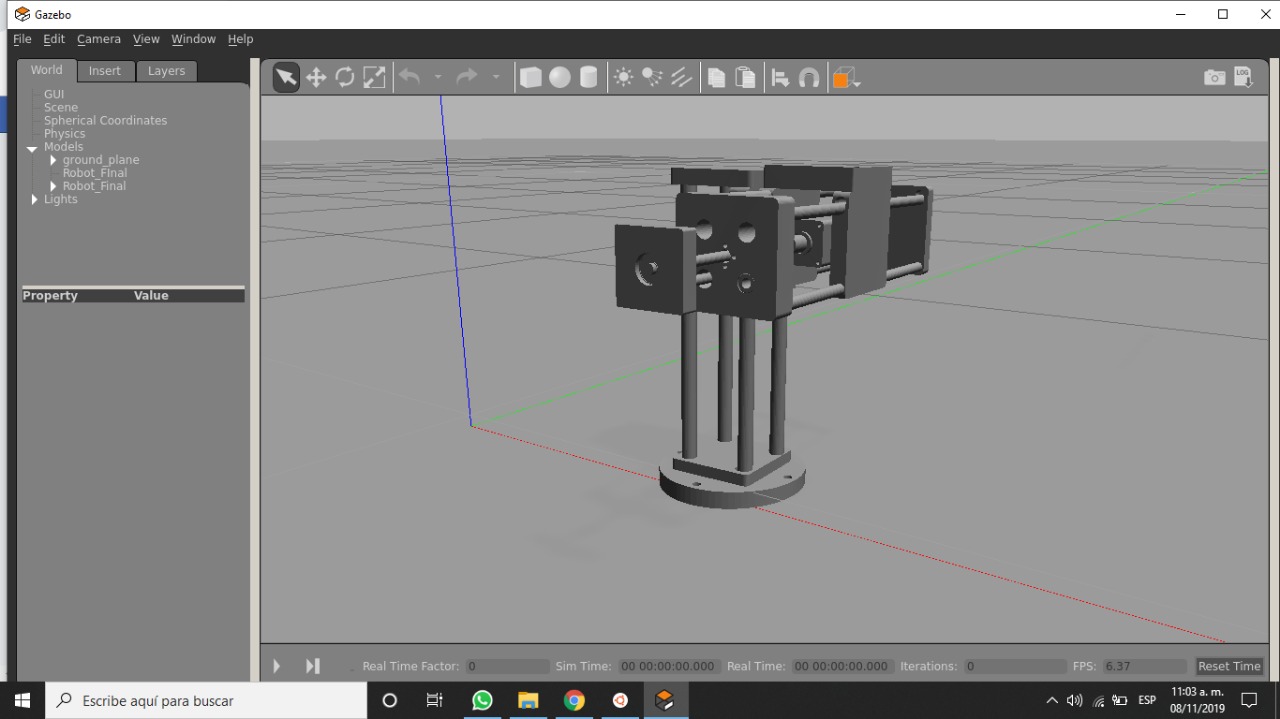 Gazebo
File Edit Camera View Window Help
World Insert Layers
GUI
Scene
Spherical Coordinates
Physics
Models
ground_plane
Robot_FInal
Robot_Final
Lights
Property Value
LOG
Real Time Factor: 0 Sim Time: 00 00:00:00.000 Real Time: 00 00:00:00.000 Iterations: 0 FPS: 6.37 Reset Time
Escribe aquí para buscar
ESP
11:03 a. m.
08/11/2019